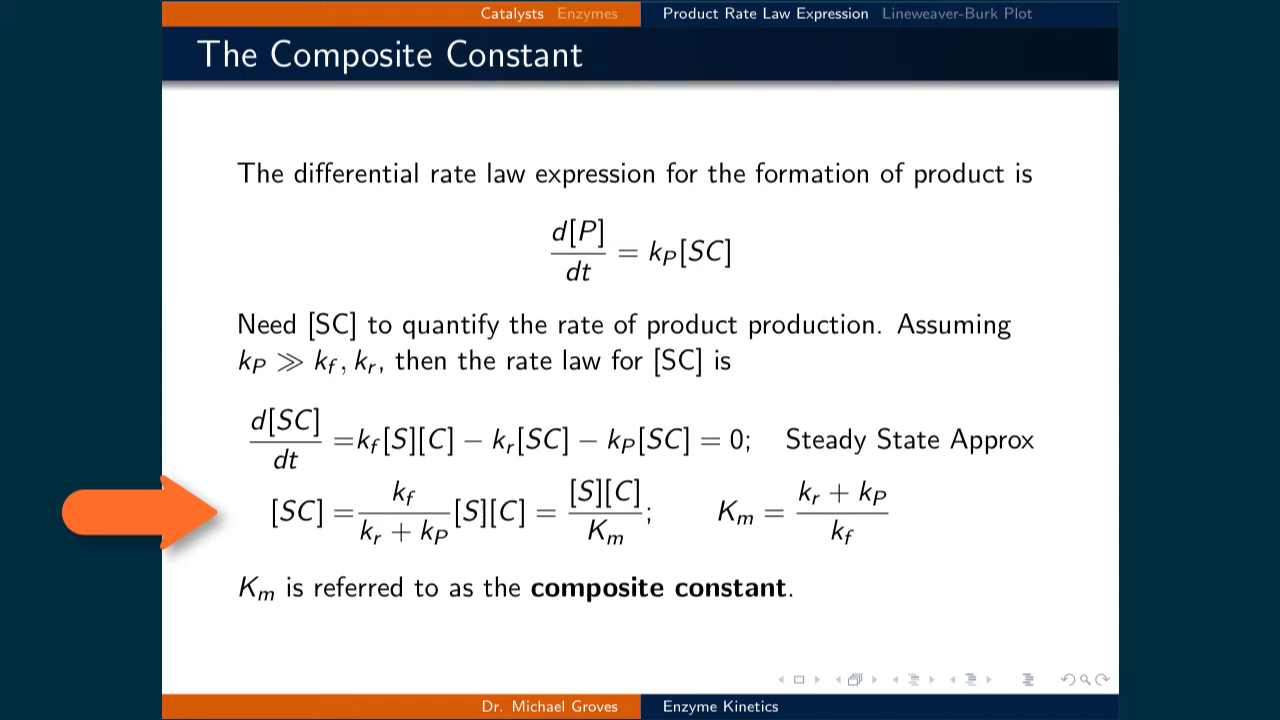 Catalysts Enzymes Product Rate Law Expression Lineweaver-Burk Plot
The Composite Constant
The differential rate law expression for the formation of product is
d[P]/dt = k_P[SC]
Need [SC] to quantify the rate of product production. Assuming
k_P ≫ k_f, k_r, then the rate law for [SC] is
d[SC]/dt =k_f[S][C] − k_r[SC] − k_P[SC] = 0; Steady State Approx
[SC] = k_f/(k_r + k_P) [S][C] = [S][C]/K_m; K_m = (k_r + k_P)/k_f
K_m is referred to as the composite constant.
Dr. Michael Groves Enzyme Kinetics